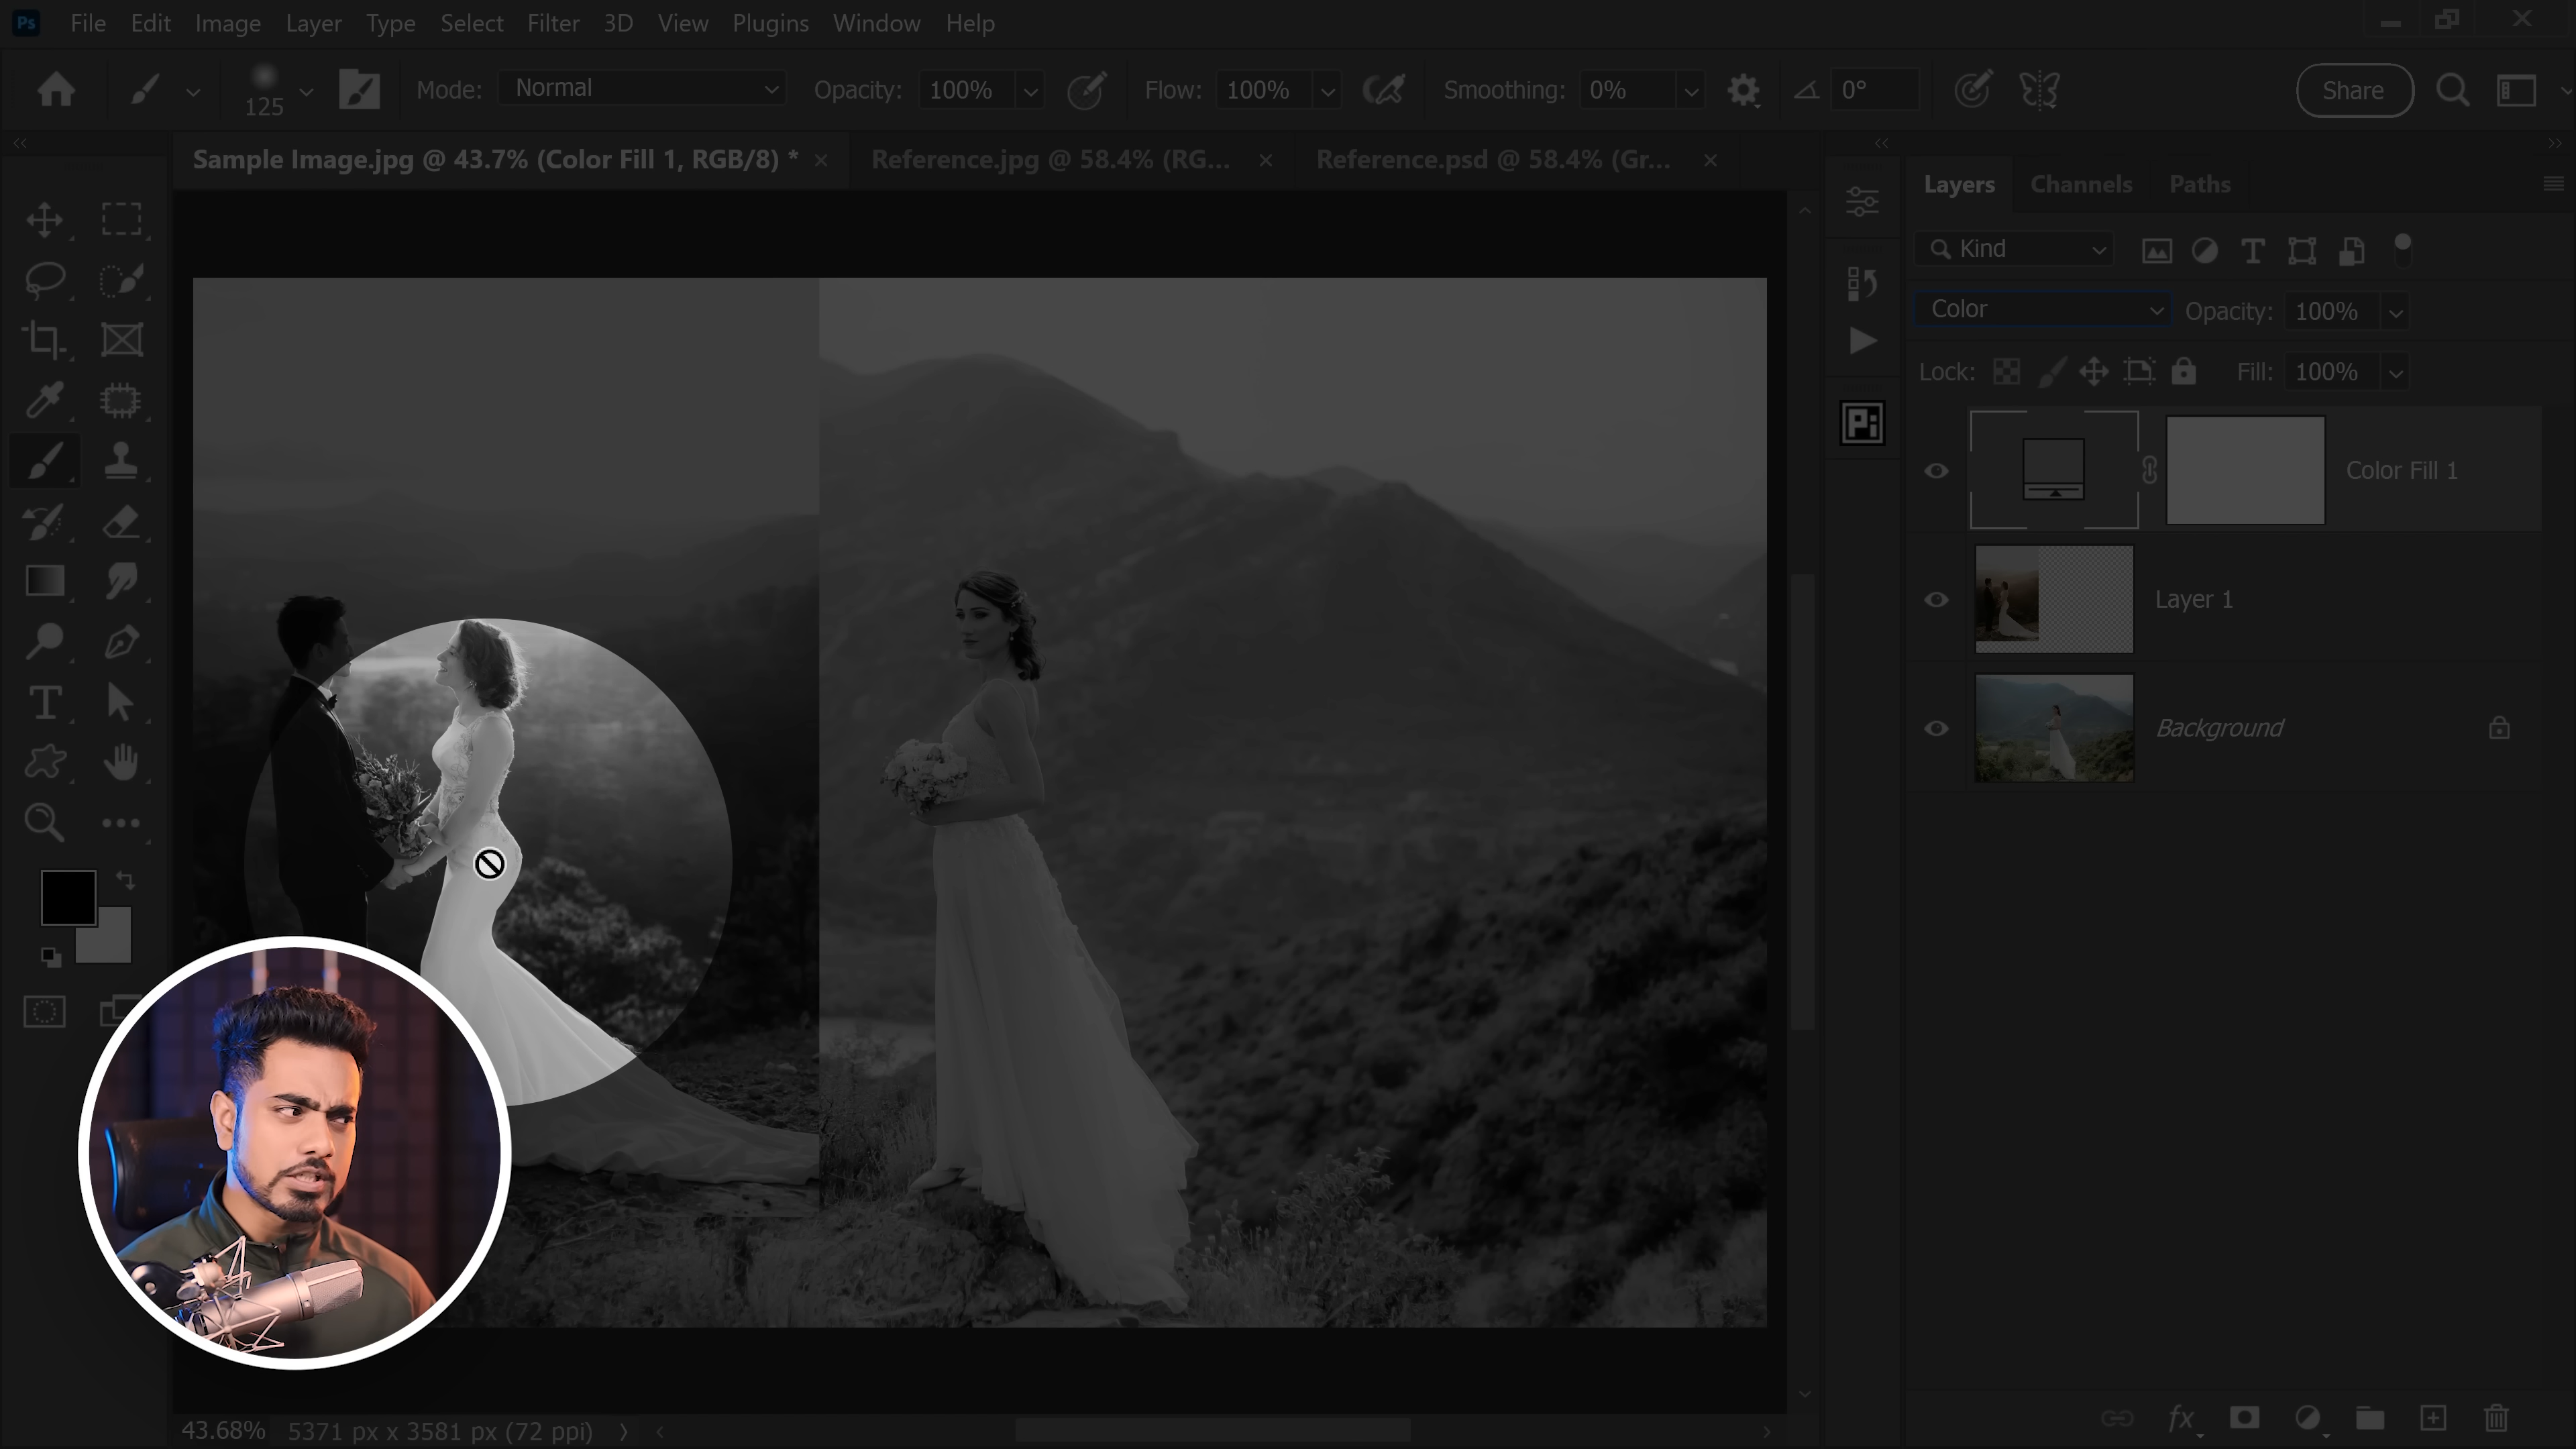 Ps File Edit Image Layer Type Select Filter 3D View Plugins Window Help
125 Mode: Normal Opacity: 100% Flow: 100% Smoothing: 0% 0° Share
Sample Image.jpg @ 43.7% (Color Fill 1, RGB/8) * × Reference.jpg @ 58.4% (RG... × Reference.psd @ 58.4% (Gr... ×
Layers Channels Paths
Kind
Color Opacity: 100%
Lock: Fill: 100%
Pi
Color Fill 1
Layer 1
Background
43.68% 5371 px x 3581 px (72 ppi)
fx